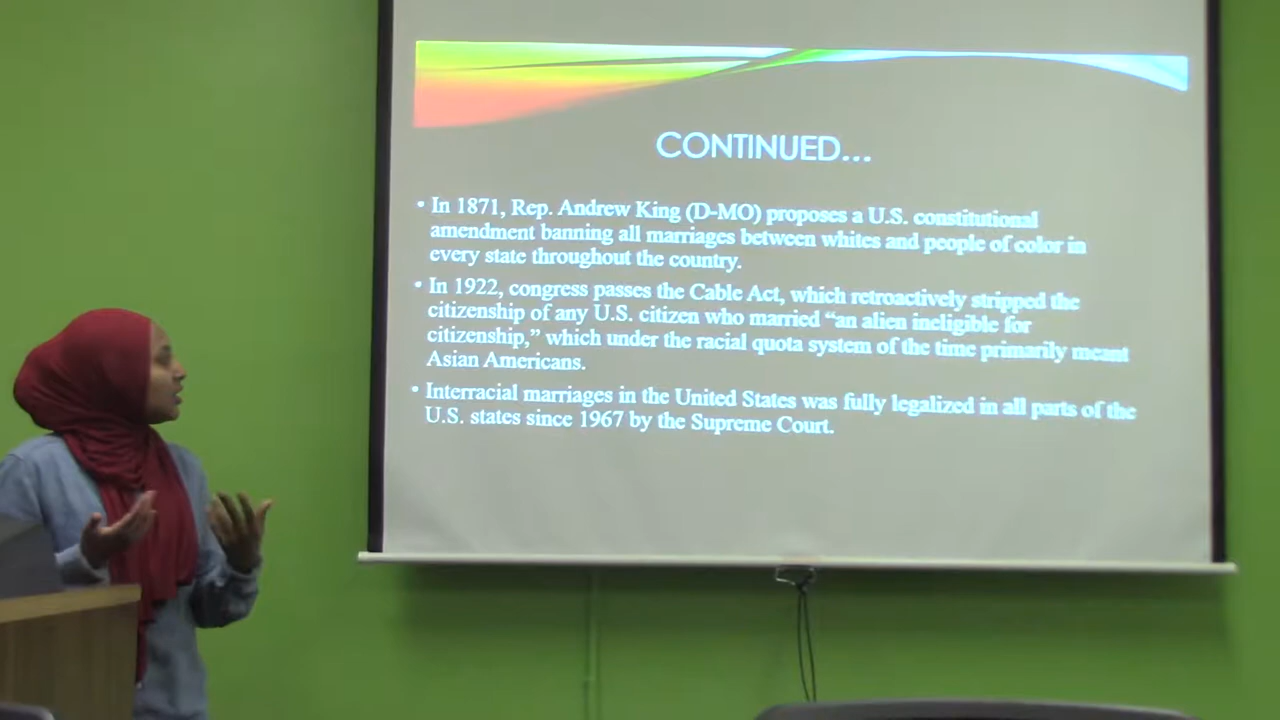 CONTINUED...
• In 1871, Rep. Andrew King (D-MO) proposes a U.S. constitutional
amendment banning all marriages between whites and people of color in
every state throughout the country.
• In 1922, congress passes the Cable Act, which retroactively stripped the
citizenship of any U.S. citizen who married “an alien ineligible for
citizenship,” which under the racial quota system of the time primarily meant
Asian Americans.
• Interracial marriages in the United States was fully legalized in all parts of the
U.S. states since 1967 by the Supreme Court.